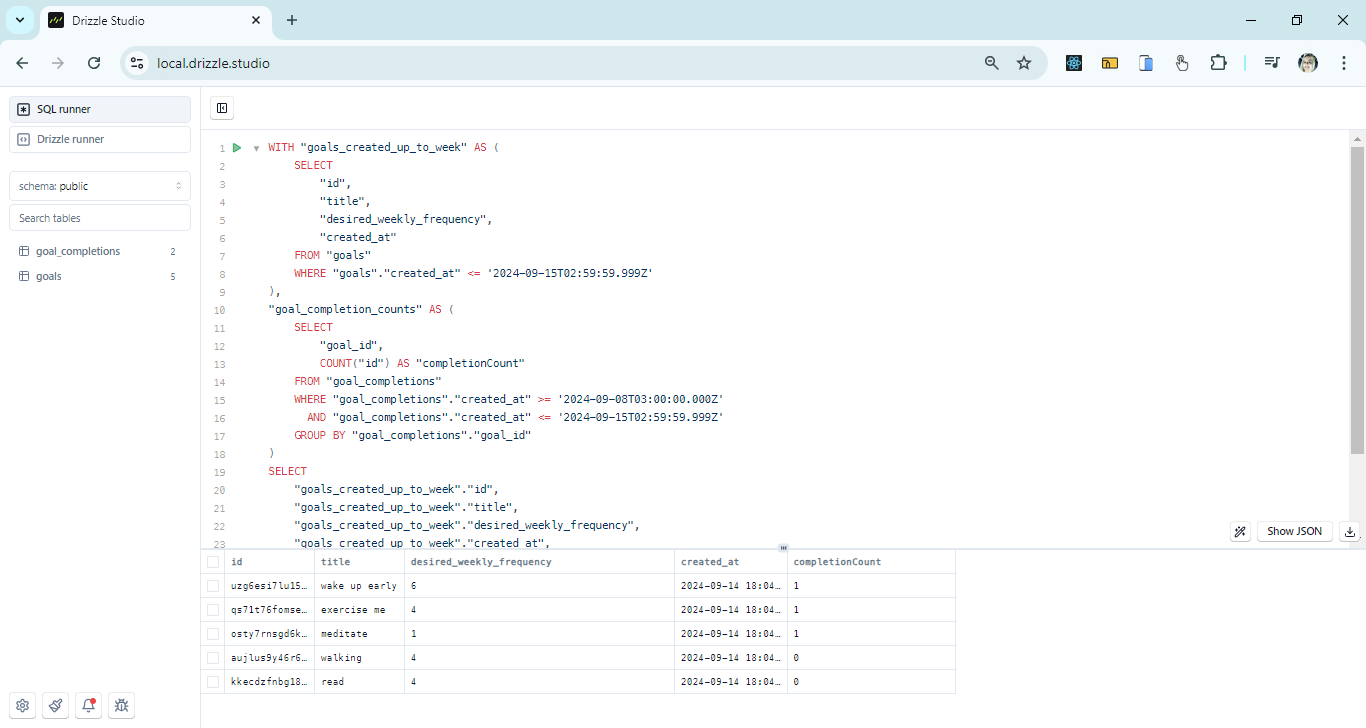 Drizzle Studio
local.drizzle.studio
SQL runner
Drizzle runner
schema: public
Search tables
goal_completions 2
goals 5
1 WITH "goals_created_up_to_week" AS (
2 SELECT
3 "id",
4 "title",
5 "desired_weekly_frequency",
6 "created_at"
7 FROM "goals"
8 WHERE "goals"."created_at" <= '2024-09-15T02:59:59.999Z'
9 ),
10 "goal_completion_counts" AS (
11 SELECT
12 "goal_id",
13 COUNT("id") AS "completionCount"
14 FROM "goal_completions"
15 WHERE "goal_completions"."created_at" >= '2024-09-08T03:00:00.000Z'
16 AND "goal_completions"."created_at" <= '2024-09-15T02:59:59.999Z'
17 GROUP BY "goal_completions"."goal_id"
18 )
19 SELECT
20 "goals_created_up_to_week"."id",
21 "goals_created_up_to_week"."title",
22 "goals_created_up_to_week"."desired_weekly_frequency",
23 "goals_created_up_to_week"."created_at",
Show JSON
id title desired_weekly_frequency created_at completionCount
uzg6esi7lu15… wake up early 6 2024-09-14 18:04… 1
qs71t76fomse… exercise me 4 2024-09-14 18:04… 1
osty7rnsgd6k… meditate 1 2024-09-14 18:04… 1
aujlus9y46r6… walking 4 2024-09-14 18:04… 0
kkecdzfnbg18… read 4 2024-09-14 18:04… 0